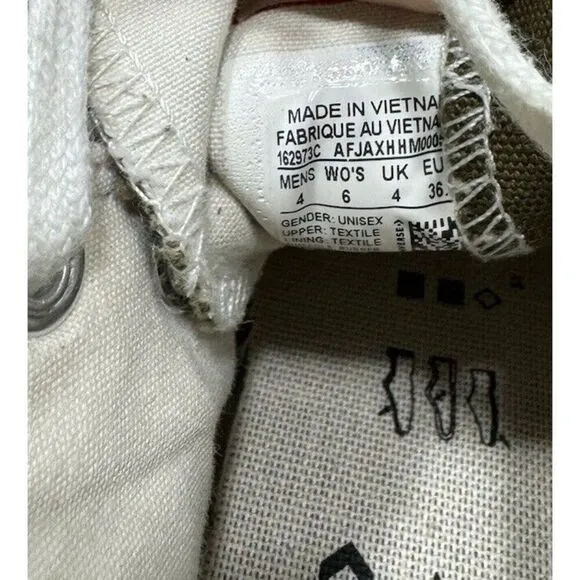 MADE IN VIETNA
FABRIQUE AU VIETNA
162973C AFJAXHHM000
MENS WO'S UK EU
4 6 4 36.
GENDER: UNISEX
UPPER: TEXTILE
LINING: TEXTILE